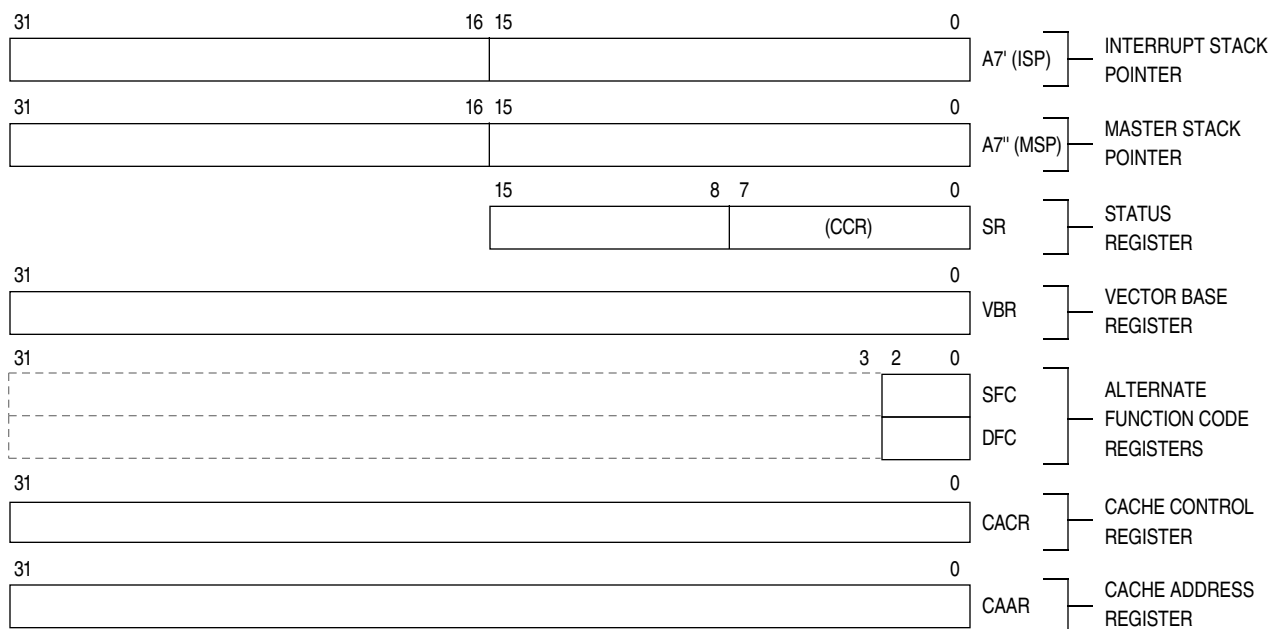 31 16 15 0
A7' (ISP)
INTERRUPT STACK
POINTER
31 16 15 0
A7" (MSP)
MASTER STACK
POINTER
15 8 7 0
(CCR)
SR
STATUS
REGISTER
31 0
VBR
VECTOR BASE
REGISTER
31 3 2 0
SFC
DFC
ALTERNATE
FUNCTION CODE
REGISTERS
31 0
CACR
CACHE CONTROL
REGISTER
31 0
CAAR
CACHE ADDRESS
REGISTER